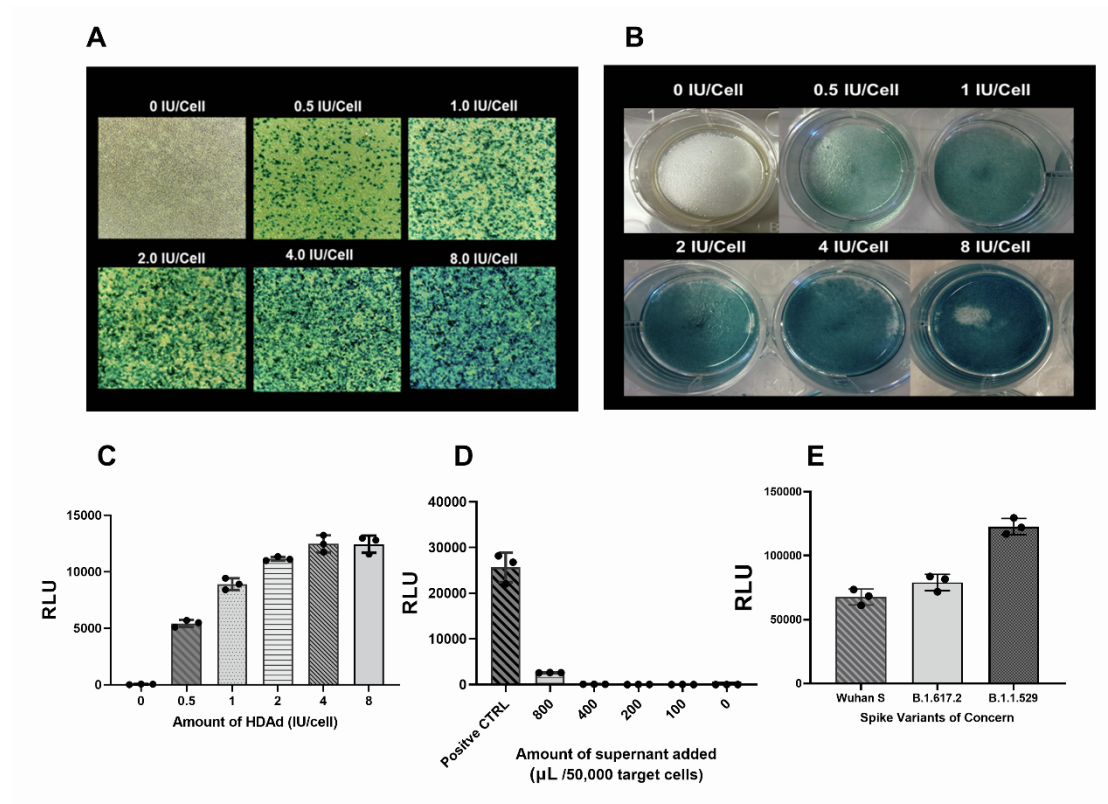 A
B
0 IU/Cell 0.5 IU/Cell 1.0 IU/Cell
2.0 IU/Cell 4.0 IU/Cell 8.0 IU/Cell
0 IU/Cell 0.5 IU/Cell 1 IU/Cell
2 IU/Cell 4 IU/Cell 8 IU/Cell
C
RLU
15000
10000
5000
0
0 0.5 1 2 4 8
Amount of HDAd (IU/cell)
D
RLU
40000
30000
20000
10000
0
Positve CTRL 800 400 200 100 0
Amount of supernant added
(µL /50,000 target cells)
E
RLU
150000
100000
50000
0
Wuhan S B.1.617.2 B.1.1.529
Spike Variants of Concern